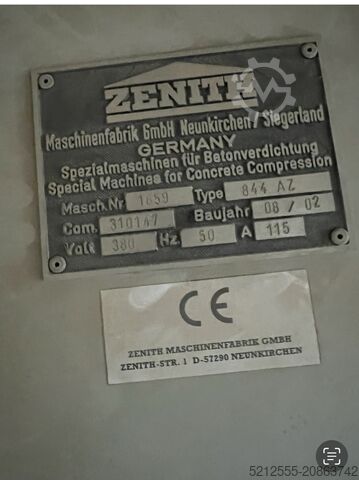 ZENITH
Maschinenfabrik GmbH Neunkirchen/Siegerland
GERMANY
Spezialmaschinen für Betonverdichtung
Special Machines for Concrete Compression
Masch.Nr 1659 Type 844 AZ
Com. 310147 Baujahr 08/02
Volt 380 Hz 50 A 115
CE
ZENITH MASCHINENFABRIK GMBH
ZENITH-STR. 1 D-57290 NEUNKIRCHEN
5212555-20863742